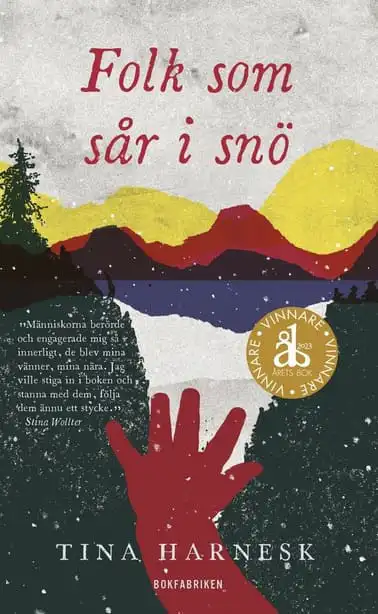 Folk som
sår i snö
VINNARE · VINNARE · VINNARE ·
åb
2023
ÅRETS BOK
”Människorna berörde
och engagerade mig så
innerligt, de blev mina
vänner, mina nära. Jag
ville stiga in i boken och
stanna med dem, följa
dem ännu ett stycke.”
Stina Wollter
TINA HARNESK
BOKFABRIKEN